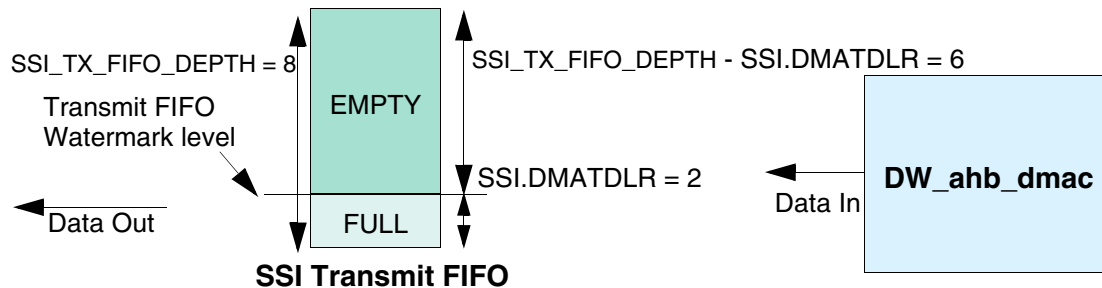 SSI_TX_FIFO_DEPTH = 8
SSI_TX_FIFO_DEPTH - SSI.DMATDLR = 6
EMPTY
Transmit FIFO
Watermark level
SSI.DMATDLR = 2
DW_ahb_dmac
Data In
Data Out
FULL
SSI Transmit FIFO